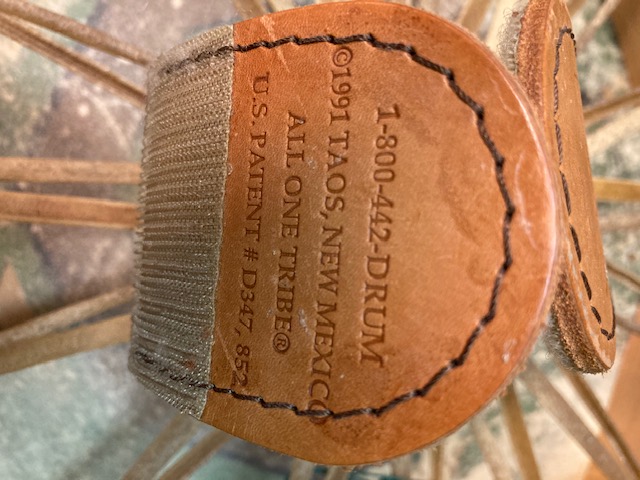 1-800-442-DRUM
©1991 TAOS, NEW MEXICO
ALL ONE TRIBE®
U.S. PATENT # D347, 852